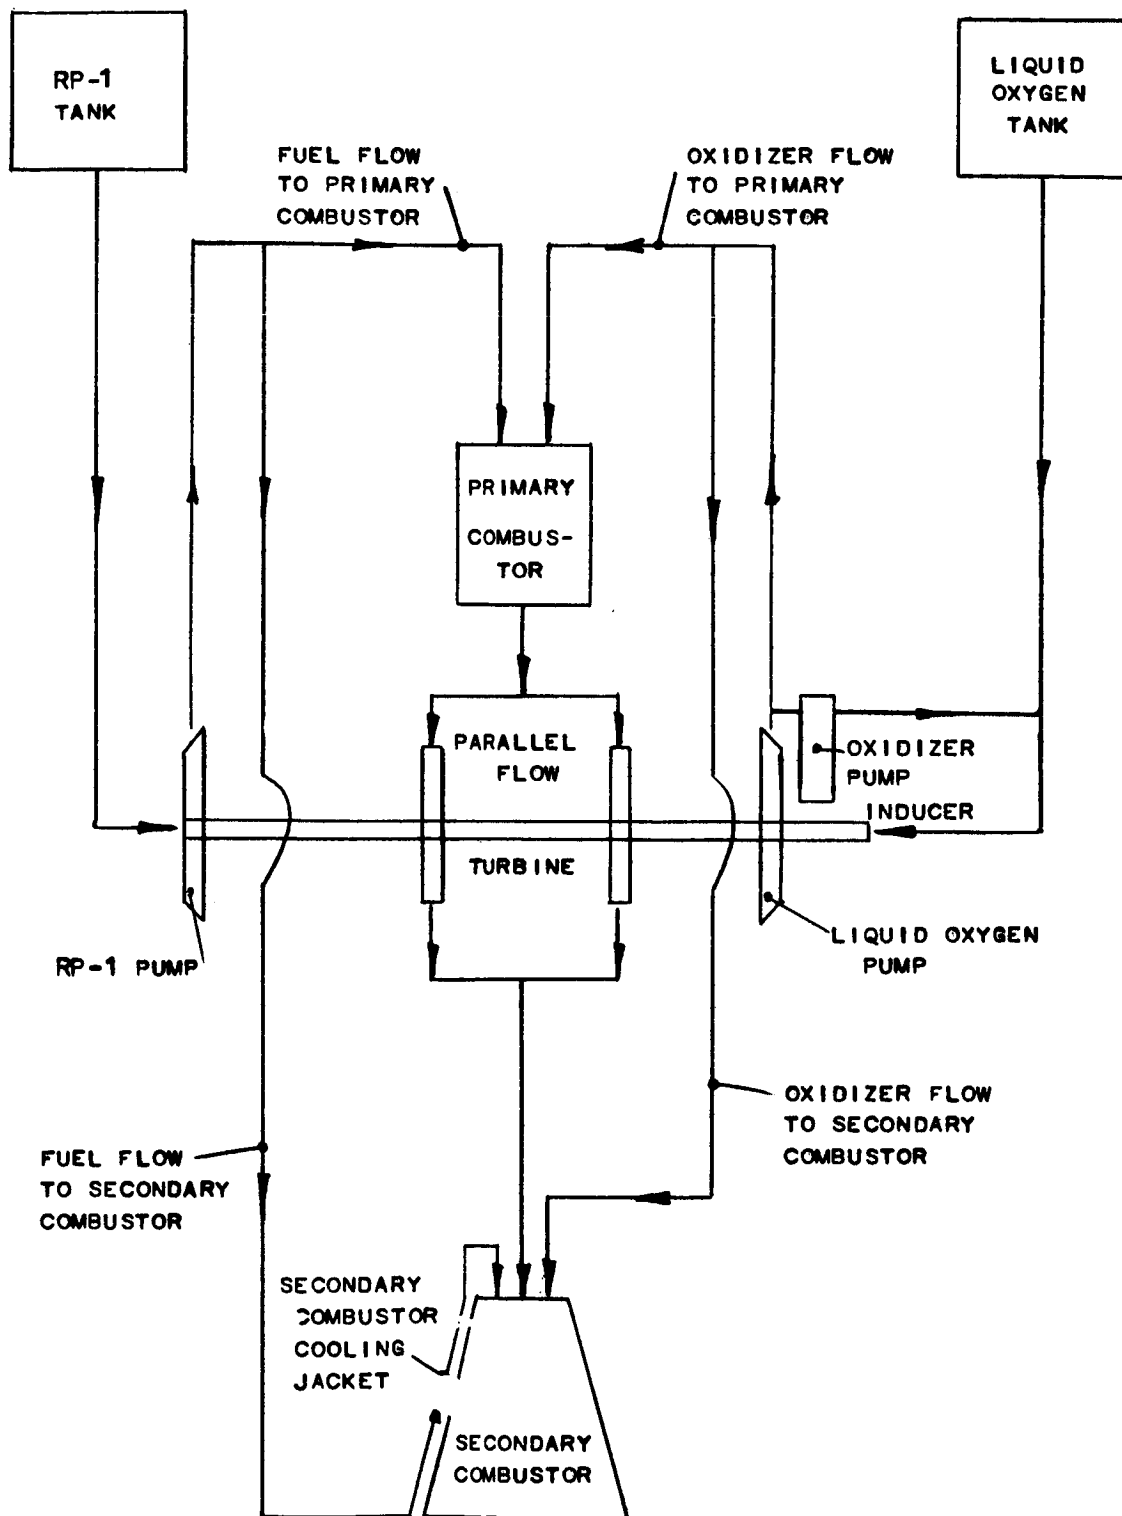 RP-1
TANK
LIQUID
OXYGEN
TANK
FUEL FLOW
TO PRIMARY
COMBUSTOR
OXIDIZER FLOW
TO PRIMARY
COMBUSTOR
PRIMARY
COMBUS-
TOR
PARALLEL
FLOW
TURBINE
OXIDIZER
PUMP
INDUCER
RP-1 PUMP
LIQUID OXYGEN
PUMP
OXIDIZER FLOW
TO SECONDARY
COMBUSTOR
FUEL FLOW
TO SECONDARY
COMBUSTOR
SECONDARY
COMBUSTOR
COOLING
JACKET
SECONDARY
COMBUSTOR